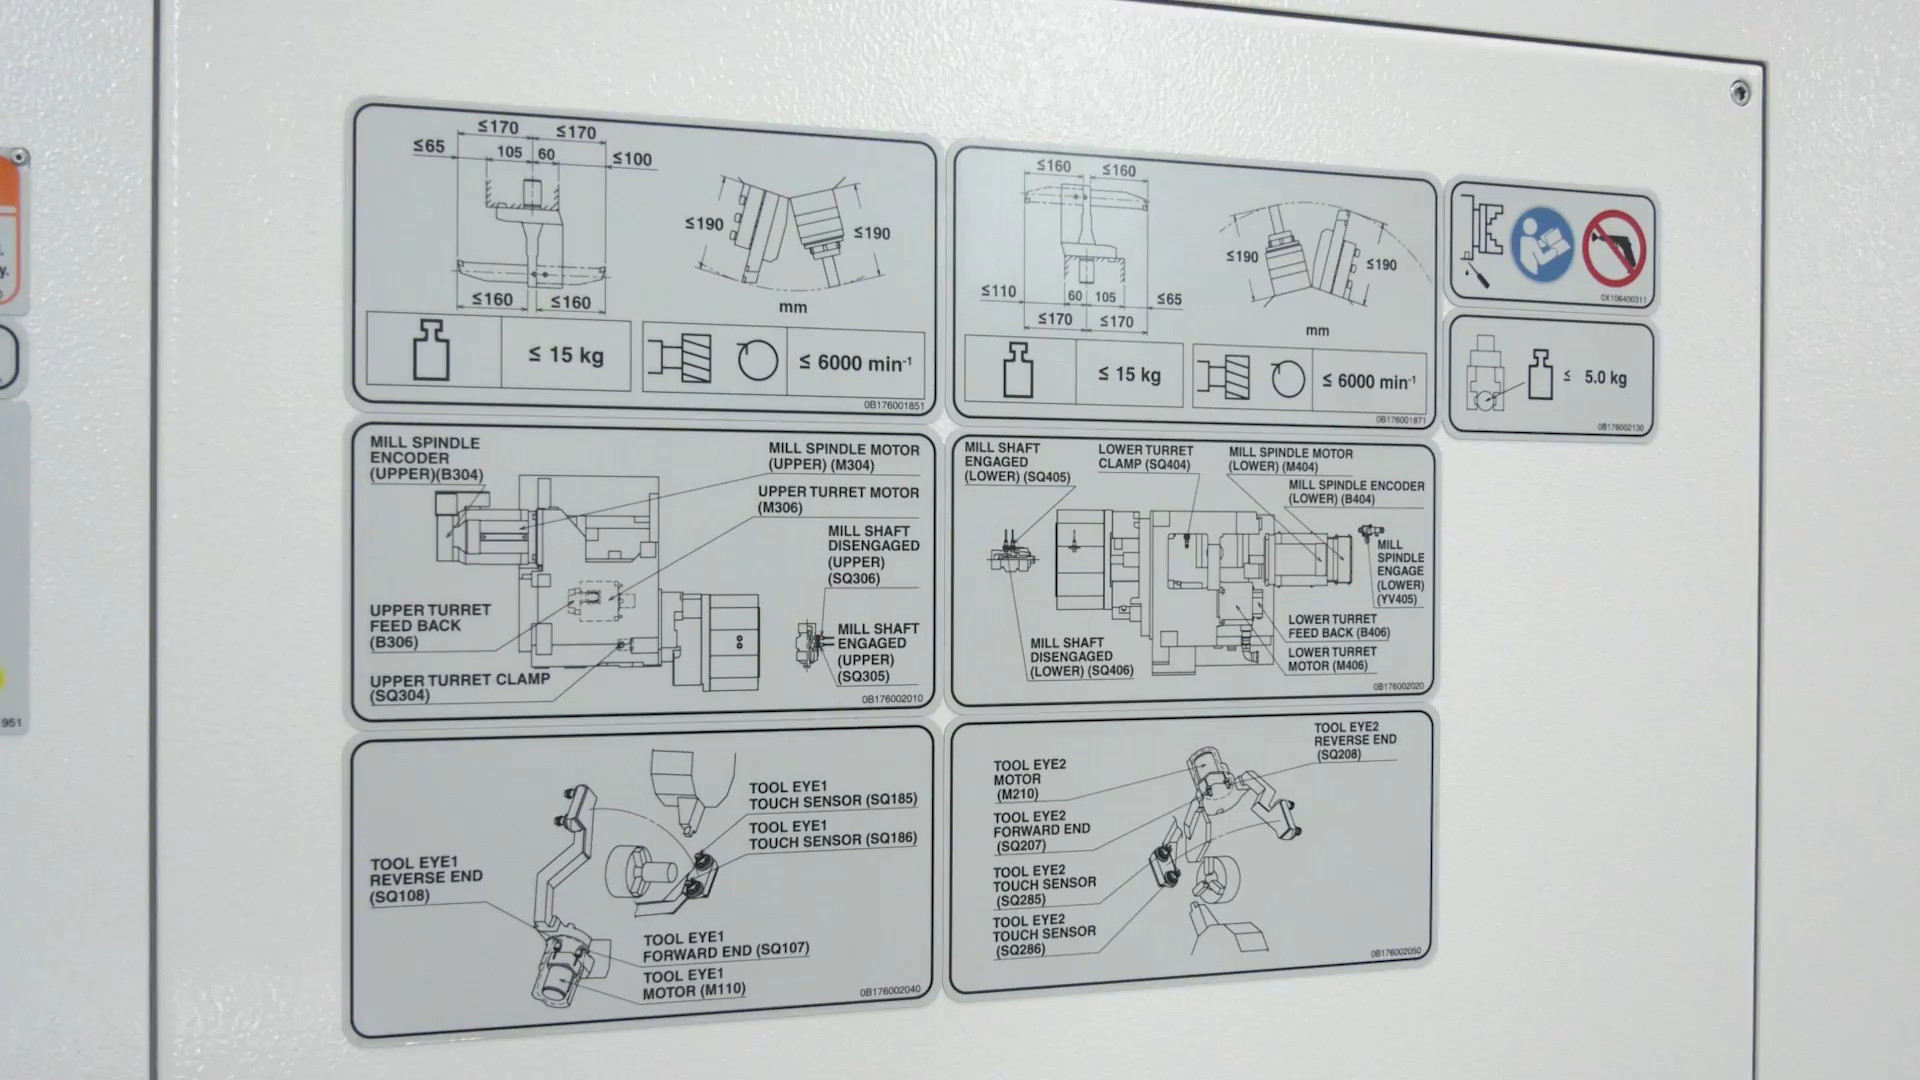 ≤170
≤170
≤65
105
60
≤100
≤190
≤190
≤160
≤160
mm
≤ 15 kg
≤ 6000 min-1
0B176001851
≤160
≤160
≤190
≤190
≤110
60
105
≤65
≤170
≤170
mm
≤ 15 kg
≤ 6000 min-1
0B176001871
0X106400311
≤ 5.0 kg
0B176002130
MILL SPINDLE
ENCODER
(UPPER)(B304)
MILL SPINDLE MOTOR
(UPPER) (M304)
UPPER TURRET MOTOR
(M306)
MILL SHAFT
DISENGAGED
(UPPER)
(SQ306)
UPPER TURRET
FEED BACK
(B306)
MILL SHAFT
ENGAGED
(UPPER)
(SQ305)
UPPER TURRET CLAMP
(SQ304)
0B176002010
MILL SHAFT
ENGAGED
(LOWER) (SQ405)
LOWER TURRET
CLAMP (SQ404)
MILL SPINDLE MOTOR
(LOWER) (M404)
MILL SPINDLE ENCODER
(LOWER) (B404)
MILL
SPINDLE
ENGAGE
(LOWER)
(YV405)
LOWER TURRET
FEED BACK (B406)
MILL SHAFT
DISENGAGED
(LOWER) (SQ406)
LOWER TURRET
MOTOR (M406)
0B176002020
TOOL EYE1
TOUCH SENSOR (SQ185)
TOOL EYE1
TOUCH SENSOR (SQ186)
TOOL EYE1
REVERSE END
(SQ108)
TOOL EYE1
FORWARD END (SQ107)
TOOL EYE1
MOTOR (M110)
0B176002040
TOOL EYE2
REVERSE END
(SQ208)
TOOL EYE2
MOTOR
(M210)
TOOL EYE2
FORWARD END
(SQ207)
TOOL EYE2
TOUCH SENSOR
(SQ285)
TOOL EYE2
TOUCH SENSOR
(SQ286)
0B176002050
y.
951